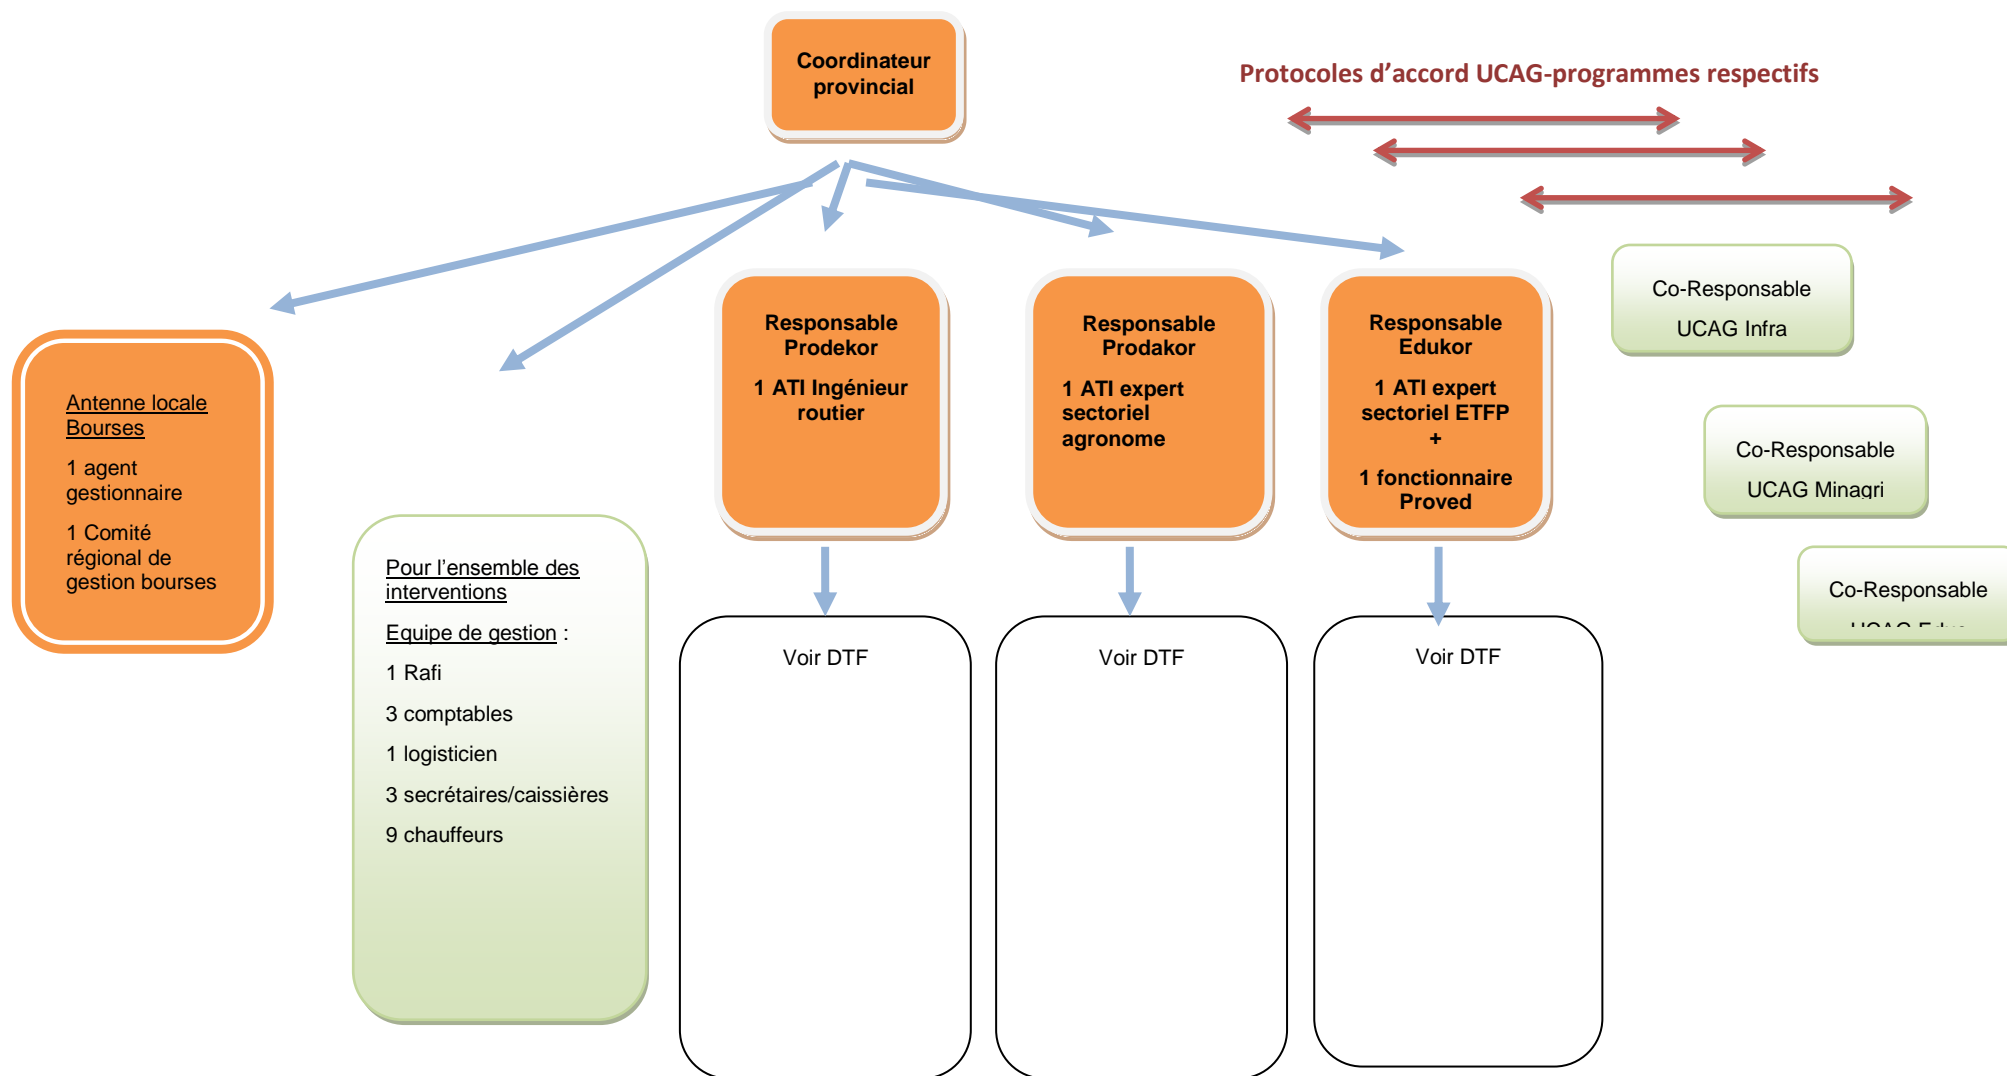 Coordinateur
provincial
Protocoles d’accord UCAG-programmes respectifs
Antenne locale
Bourses
1 agent
gestionnaire
1 Comité
régional de
gestion bourses
Pour l’ensemble des
interventions
Equipe de gestion :
1 Rafi
3 comptables
1 logisticien
3 secrétaires/caissières
9 chauffeurs
Responsable
Prodekor
1 ATI Ingénieur
routier
Responsable
Prodakor
1 ATI expert
sectoriel
agronome
Responsable
Edukor
1 ATI expert
sectoriel ETFP
+
1 fonctionnaire
Proved
Voir DTF
Voir DTF
Voir DTF
Co-Responsable
UCAG Infra
Co-Responsable
UCAG Minagri
Co-Responsable
UCAG